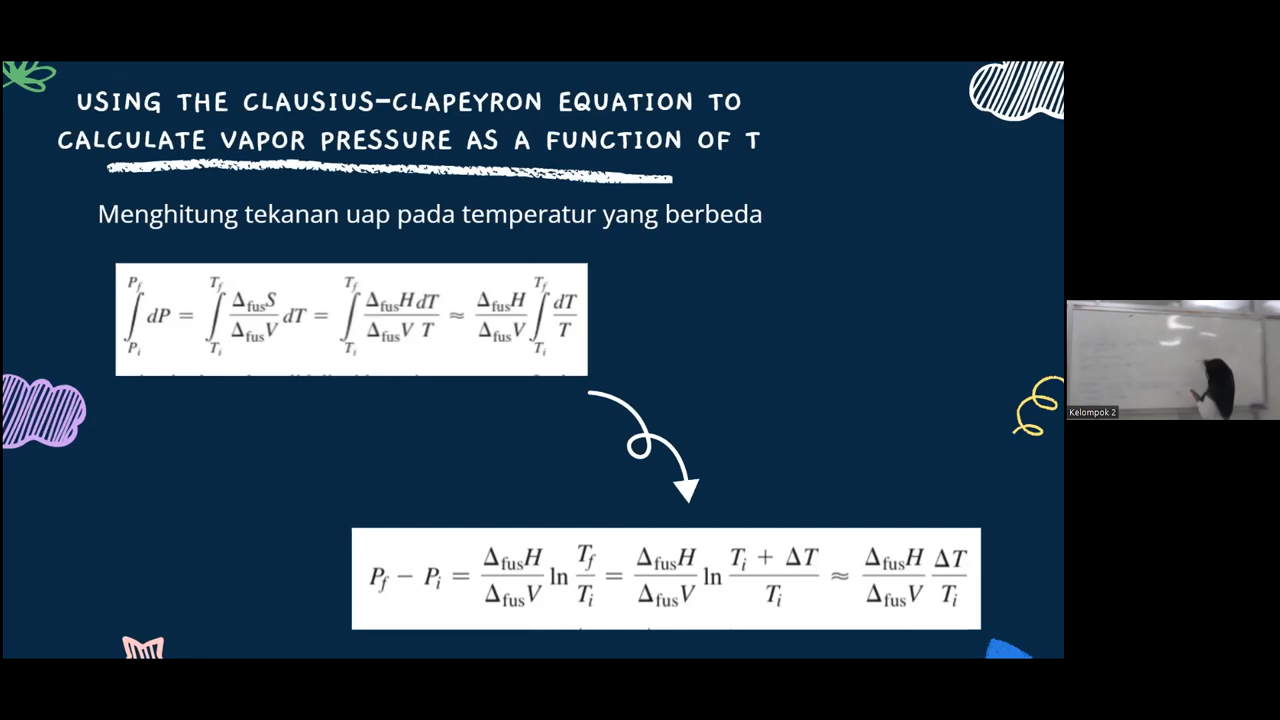 USING THE CLAUSIUS-CLAPEYRON EQUATION TO
CALCULATE VAPOR PRESSURE AS A FUNCTION OF T
Menghitung tekanan uap pada temperatur yang berbeda
∫_{P_i}^{P_f} dP = ∫_{T_i}^{T_f} Δ_fus S / Δ_fus V dT = ∫_{T_i}^{T_f} Δ_fus H dT / Δ_fus V T ≈ Δ_fus H / Δ_fus V ∫_{T_i}^{T_f} dT / T
P_f − P_i = Δ_fus H / Δ_fus V ln T_f / T_i = Δ_fus H / Δ_fus V ln T_i + ΔT / T_i ≈ Δ_fus H / Δ_fus V ΔT / T_i
Kelompok 2